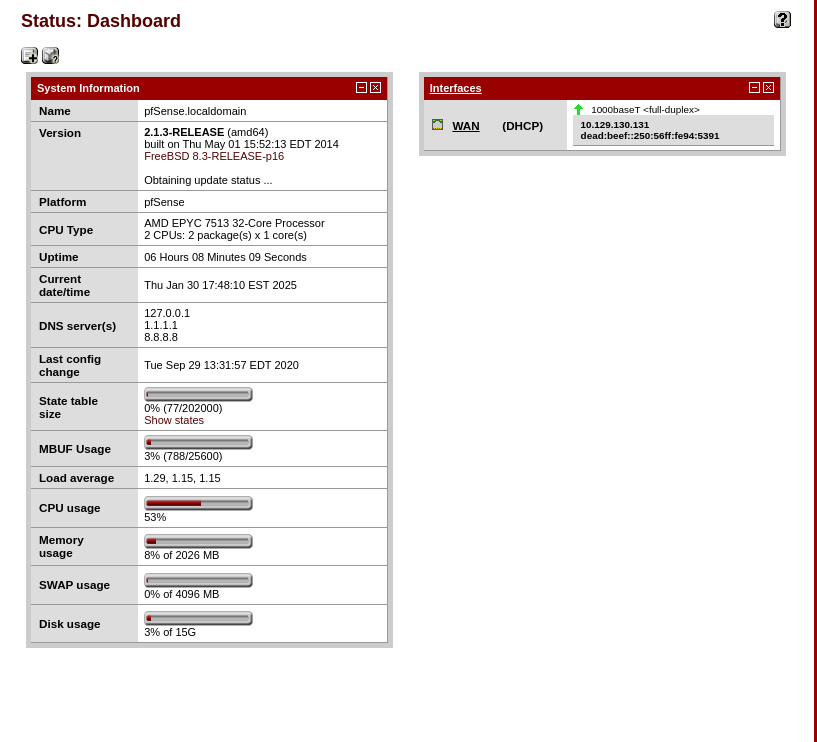 Status: Dashboard
System Information
Name
pfSense.localdomain
Version
2.1.3-RELEASE (amd64)
built on Thu May 01 15:52:13 EDT 2014
FreeBSD 8.3-RELEASE-p16
Obtaining update status ...
Platform
pfSense
CPU Type
AMD EPYC 7513 32-Core Processor
2 CPUs: 2 package(s) x 1 core(s)
Uptime
06 Hours 08 Minutes 09 Seconds
Current
date/time
Thu Jan 30 17:48:10 EST 2025
DNS server(s)
127.0.0.1
1.1.1.1
8.8.8.8
Last config
change
Tue Sep 29 13:31:57 EDT 2020
State table
size
0% (77/202000)
Show states
MBUF Usage
3% (788/25600)
Load average
1.29, 1.15, 1.15
CPU usage
53%
Memory
usage
8% of 2026 MB
SWAP usage
0% of 4096 MB
Disk usage
3% of 15G
Interfaces
WAN (DHCP)
1000baseT <full-duplex>
10.129.130.131
dead:beef::250:56ff:fe94:5391